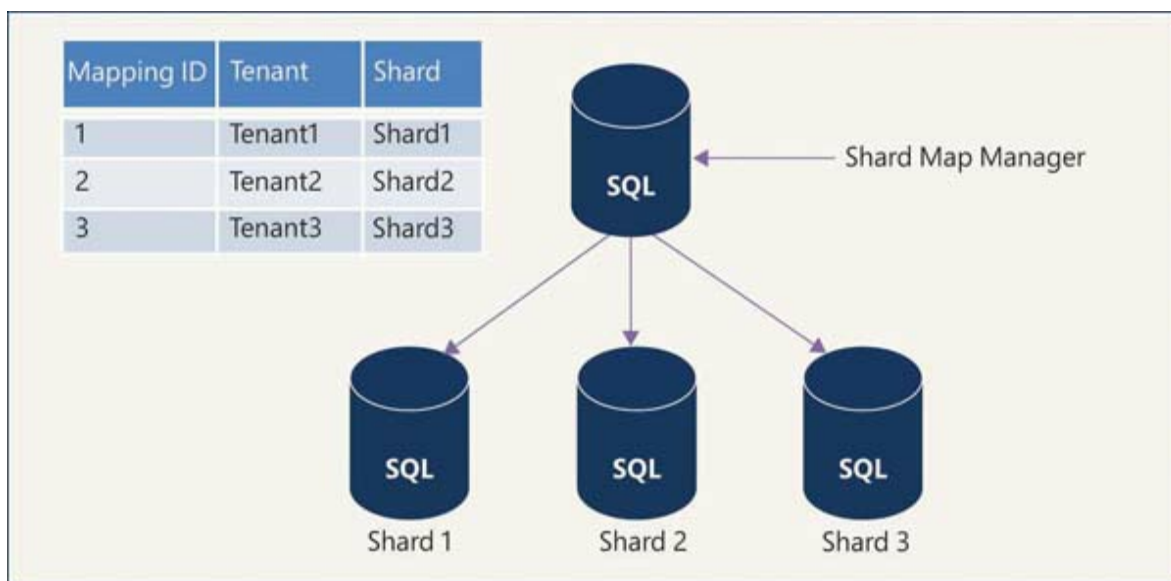 Mapping ID Tenant Shard
1 Tenant1 Shard1
2 Tenant2 Shard2
3 Tenant3 Shard3
SQL
Shard Map Manager
SQL SQL SQL
Shard 1 Shard 2 Shard 3